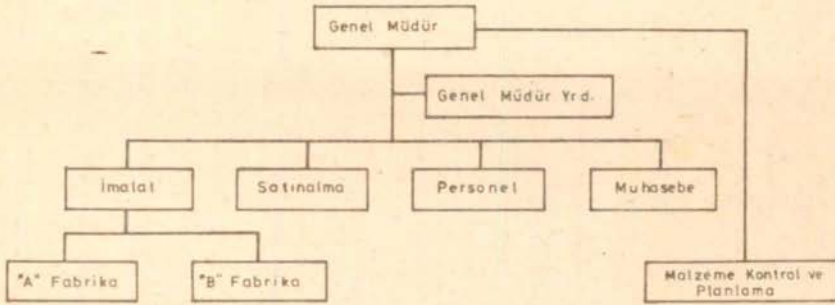 Genel Müdür
Genel Müdür Yrd.
İmalat
Satınalma
Personel
Muhasebe
"A" Fabrika
"B" Fabrika
Malzeme Kontrol ve
Planlama